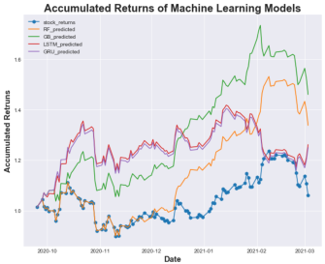 Accumulated Returns of Machine Learning Models
stock_returns
RF_predicted
GB_predicted
LSTM_predicted
GRU_predicted
Accumulated Retruns
1.6
1.4
1.2
1.0
2020-10
2020-11
2020-12
2021-01
2021-02
2021-03
Date